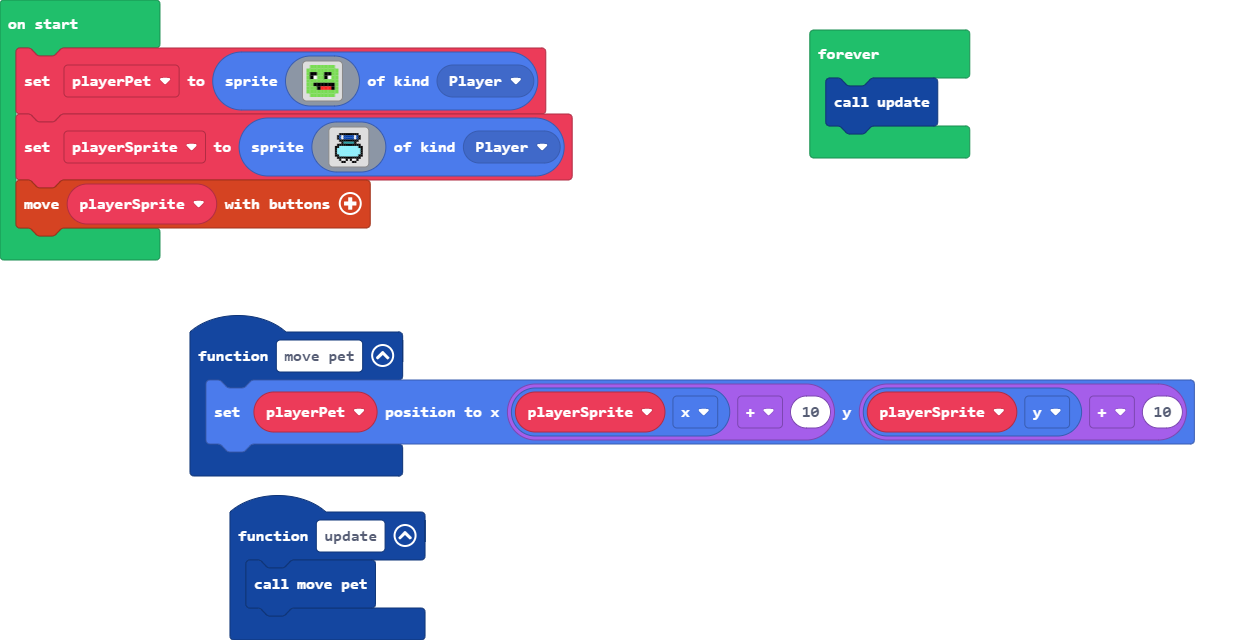 on start
set playerPet to sprite of kind Player
set playerSprite to sprite of kind Player
move playerSprite with buttons
forever
call update
function move pet
set playerPet position to x playerSprite x + 10 y playerSprite y + 10
function update
call move pet